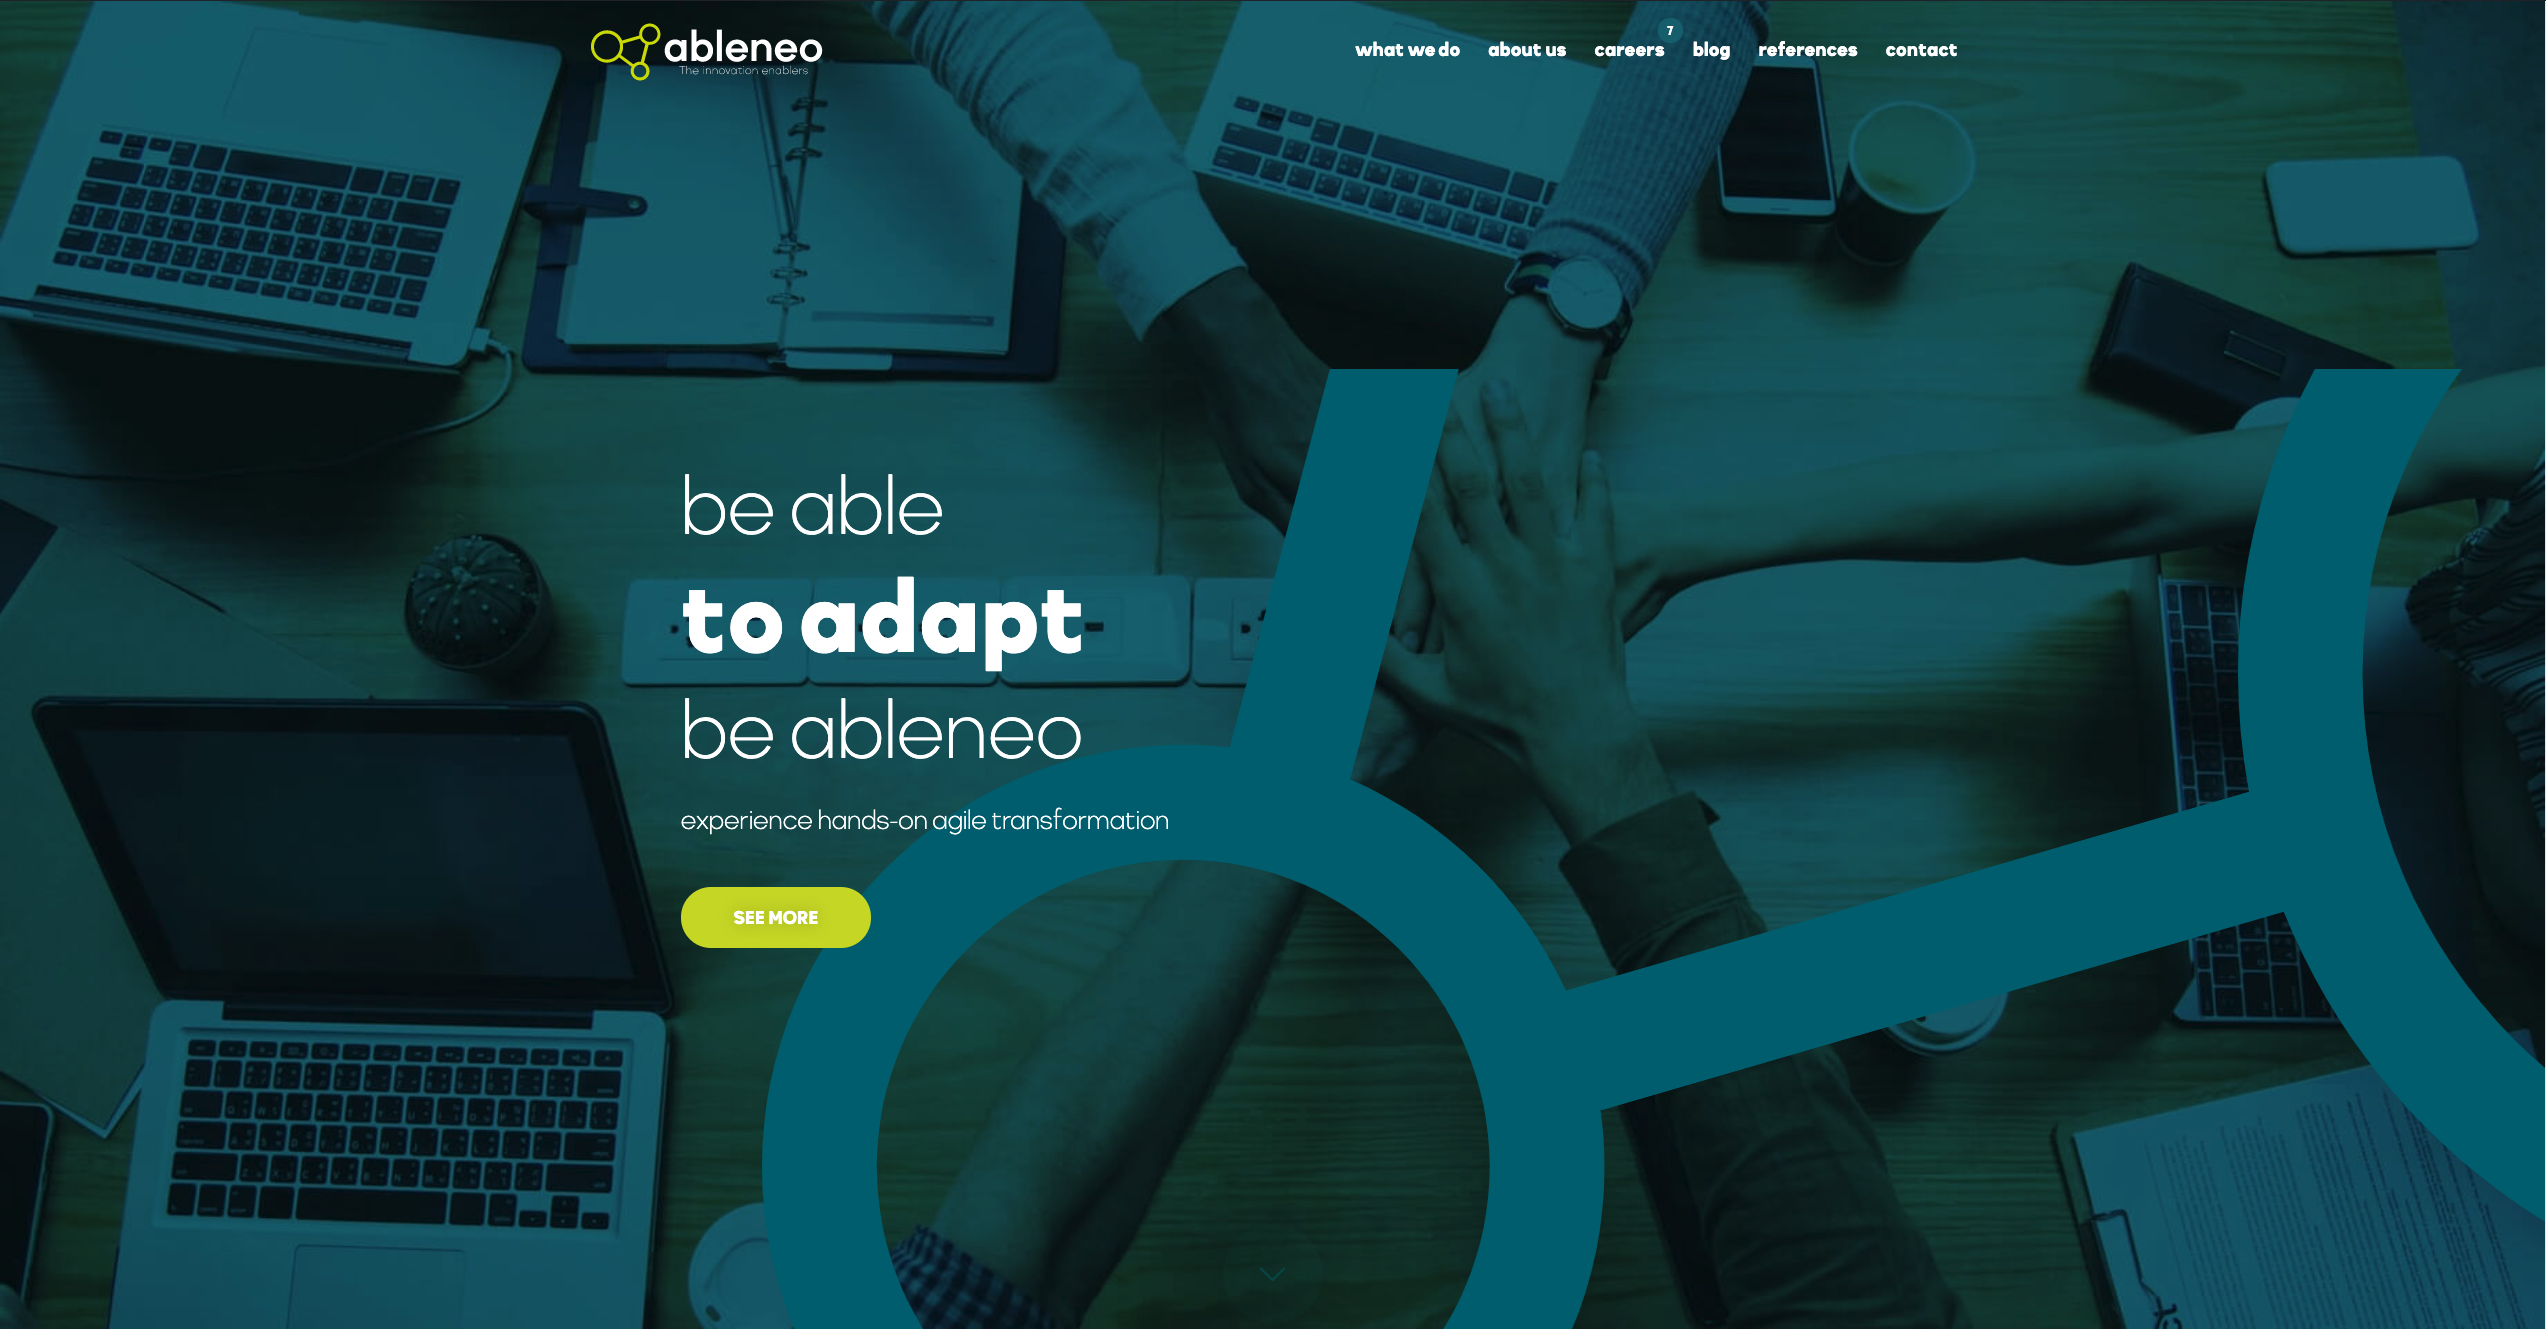 ableneo
The innovation enablers
what we do
about us
careers
7
blog
references
contact
be able
to adapt
be ableneo
experience hands-on agile transformation
SEE MORE